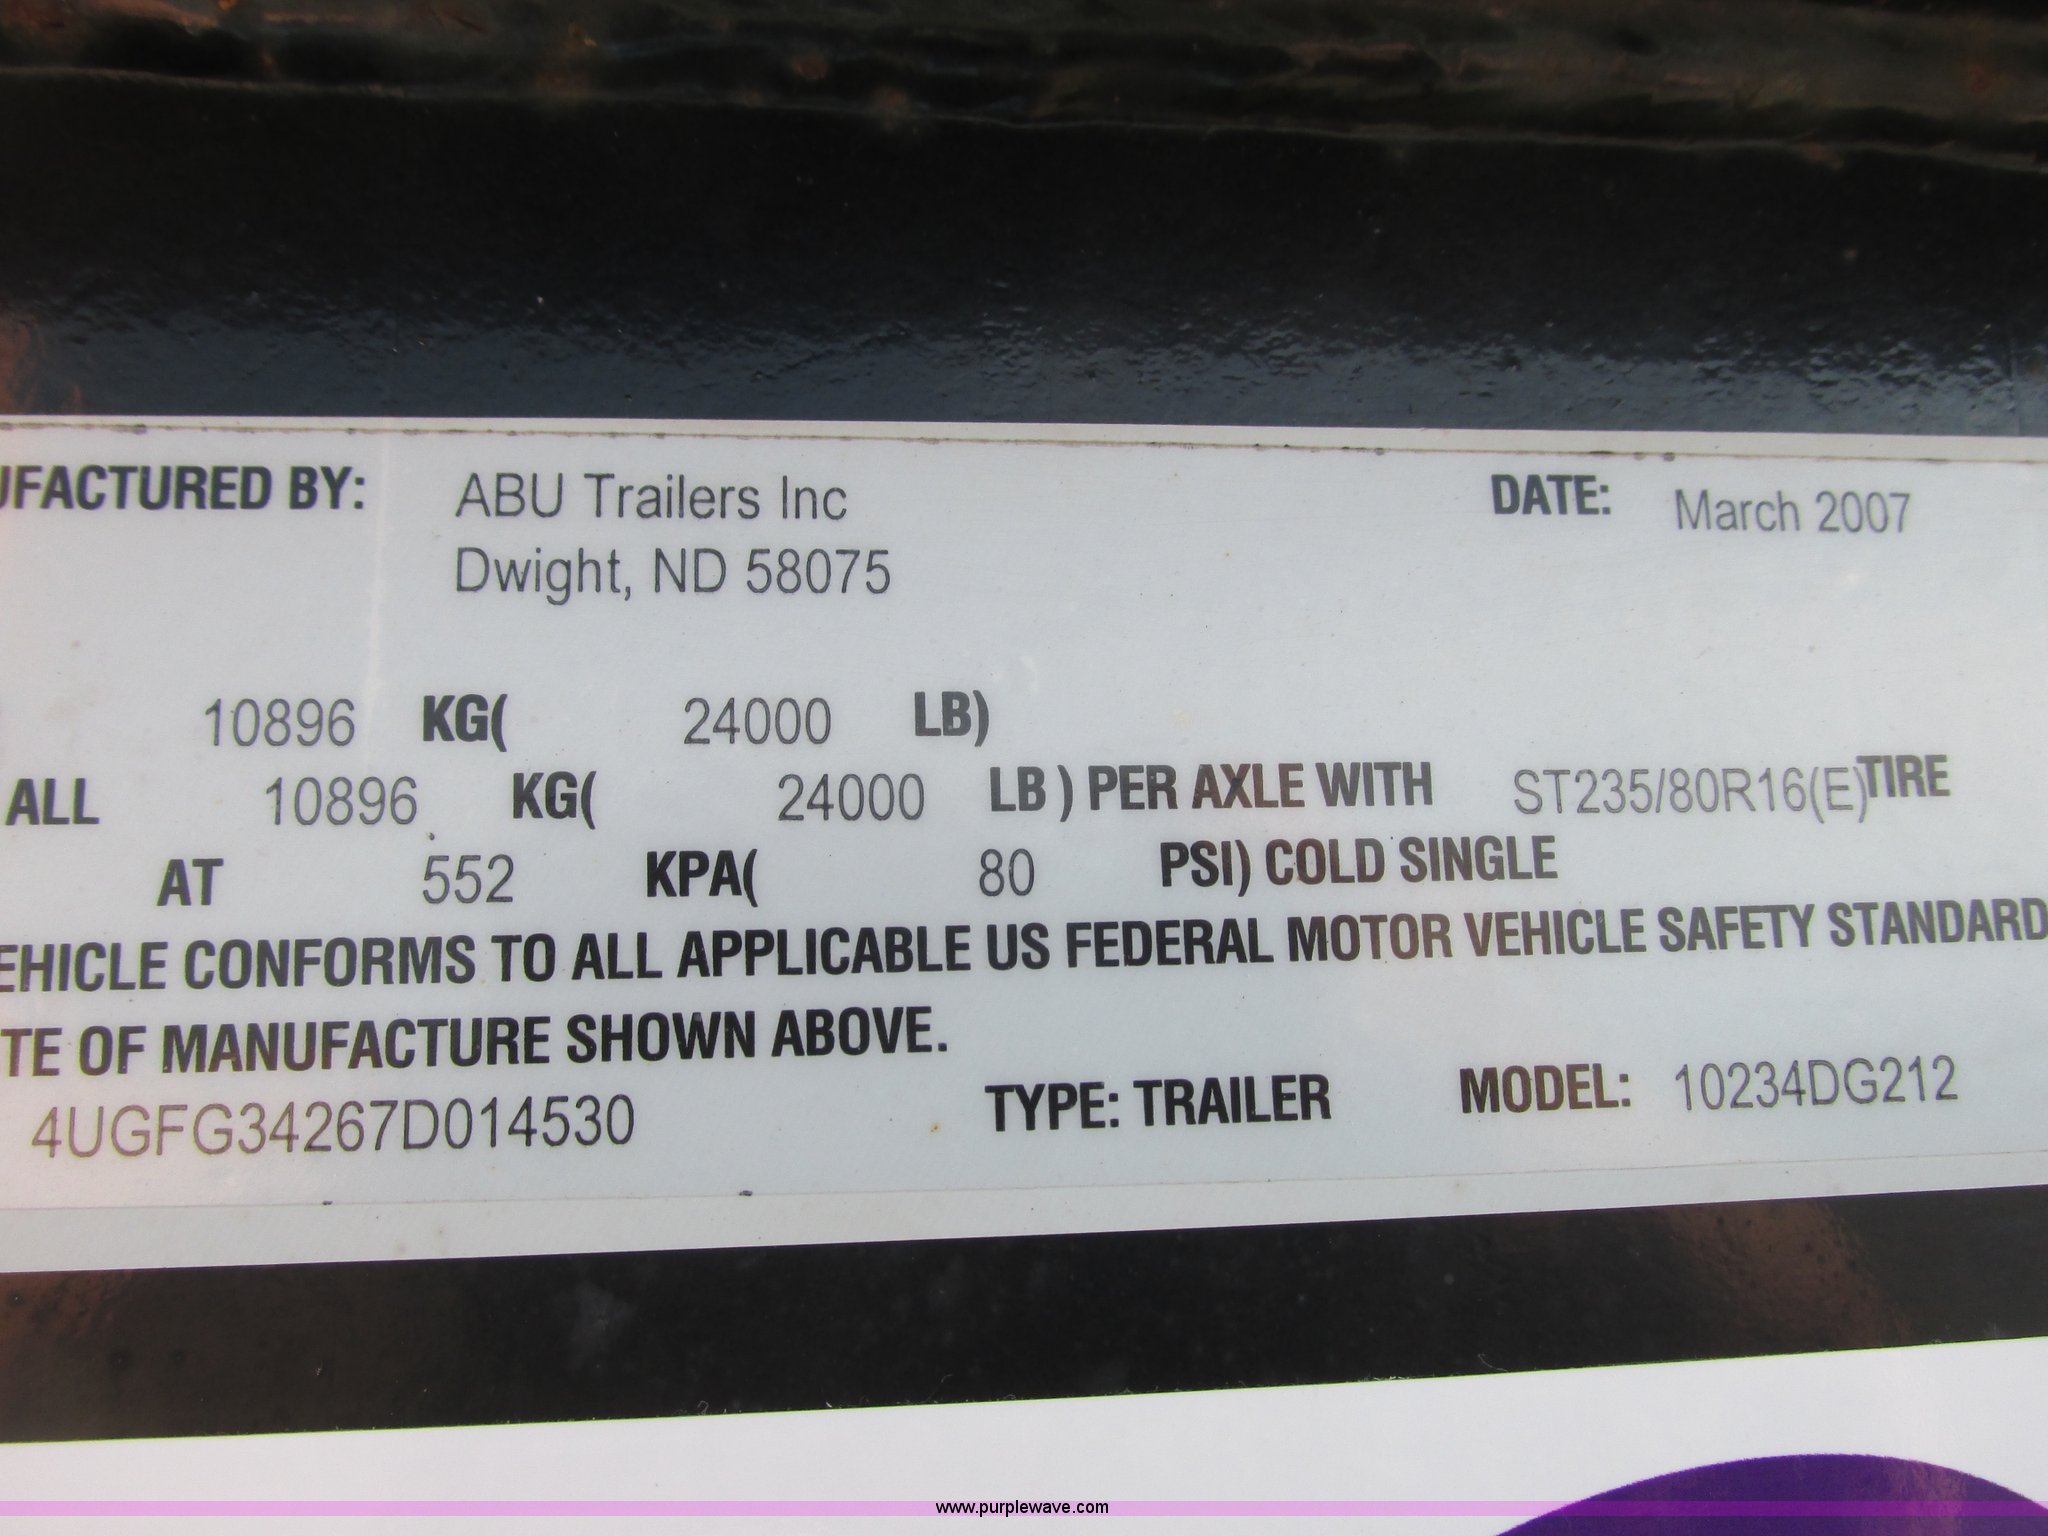 UFACTURED BY: ABU Trailers Inc DATE: March 2007
Dwight, ND 58075
10896 KG( 24000 LB)
ALL 10896 KG( 24000 LB ) PER AXLE WITH ST235/80R16(E) TIRE
AT 552 KPA( 80 PSI) COLD SINGLE
EHICLE CONFORMS TO ALL APPLICABLE US FEDERAL MOTOR VEHICLE SAFETY STANDARD
TE OF MANUFACTURE SHOWN ABOVE.
4UGFG34267D014530 TYPE: TRAILER MODEL: 10234DG212
www.purplewave.com